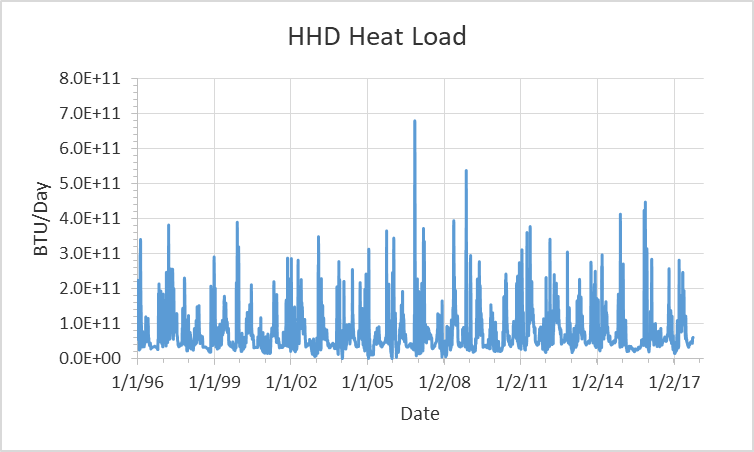 HHD Heat Load
8.0E+11
7.0E+11
6.0E+11
5.0E+11
4.0E+11
3.0E+11
2.0E+11
1.0E+11
0.0E+00
BTU/Day
1/1/96 1/1/99 1/1/02 1/1/05 1/2/08 1/2/11 1/2/14 1/2/17
Date